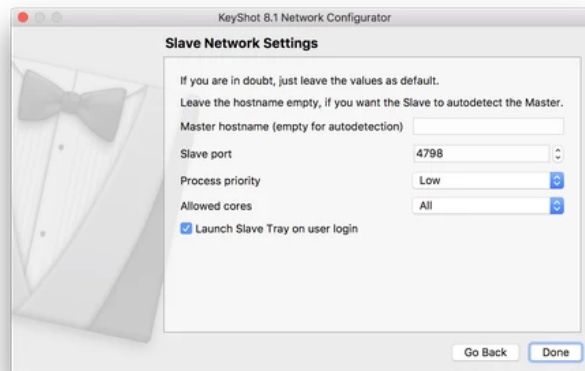 KeyShot 8.1 Network Configurator
Slave Network Settings
If you are in doubt, just leave the values as default.
Leave the hostname empty, if you want the Slave to autodetect the Master.
Master hostname (empty for autodetection)
Slave port 4798
Process priority Low
Allowed cores All
Launch Slave Tray on user login
Go Back Done